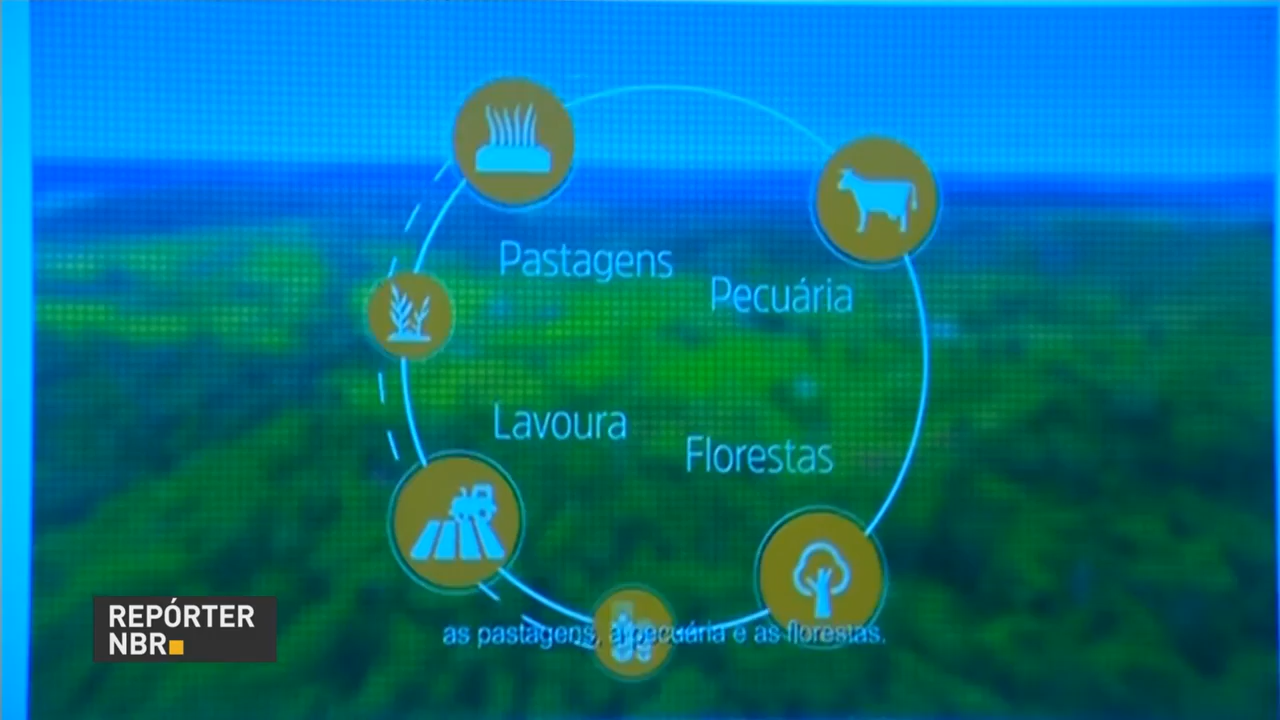 Pastagens
Pecuária
Lavoura
Florestas
REPÓRTER
NBR
as pastagens, a pecuária e as florestas.